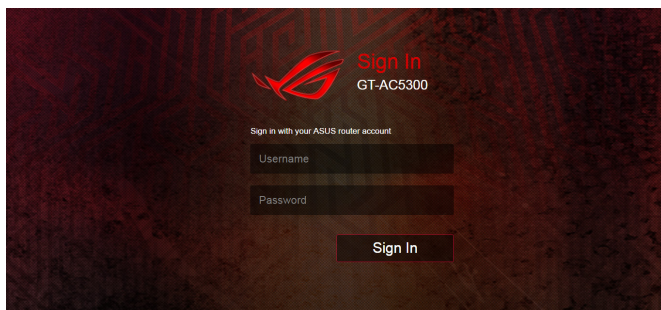 Sign In
GT-AC5300
Sign in with your ASUS router account
Username
Password
Sign In